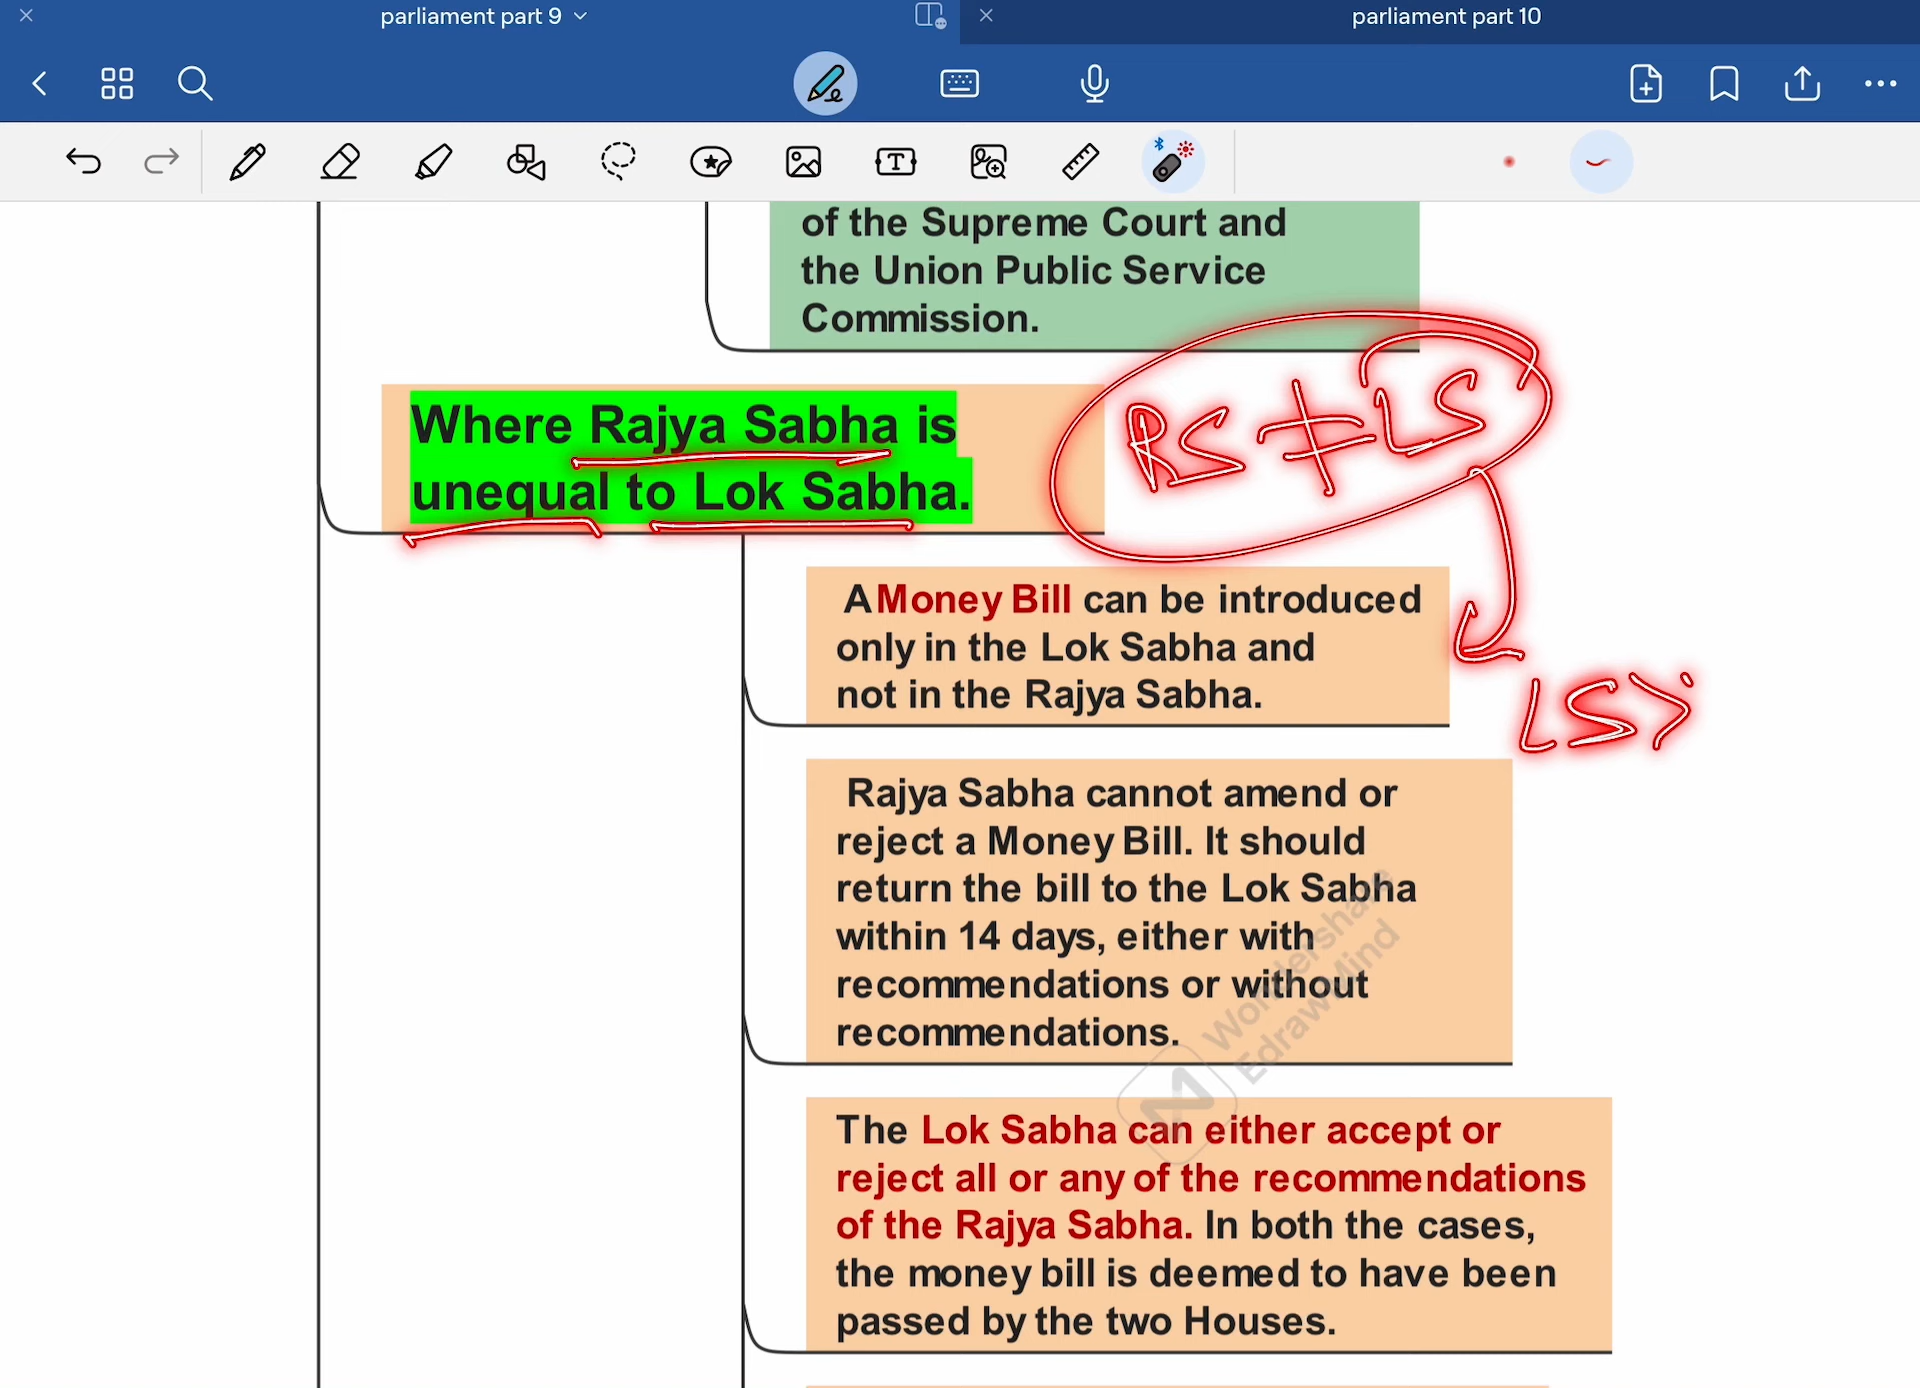 parliament part 9
parliament part 10
of the Supreme Court and
the Union Public Service
Commission.
Where Rajya Sabha is
unequal to Lok Sabha.
RS ≠ LS
A Money Bill can be introduced
only in the Lok Sabha and
not in the Rajya Sabha.
LS >
Rajya Sabha cannot amend or
reject a Money Bill. It should
return the bill to the Lok Sabha
within 14 days, either with
recommendations or without
recommendations.
Wondershare
EdrawMind
The Lok Sabha can either accept or
reject all or any of the recommendations
of the Rajya Sabha. In both the cases,
the money bill is deemed to have been
passed by the two Houses.